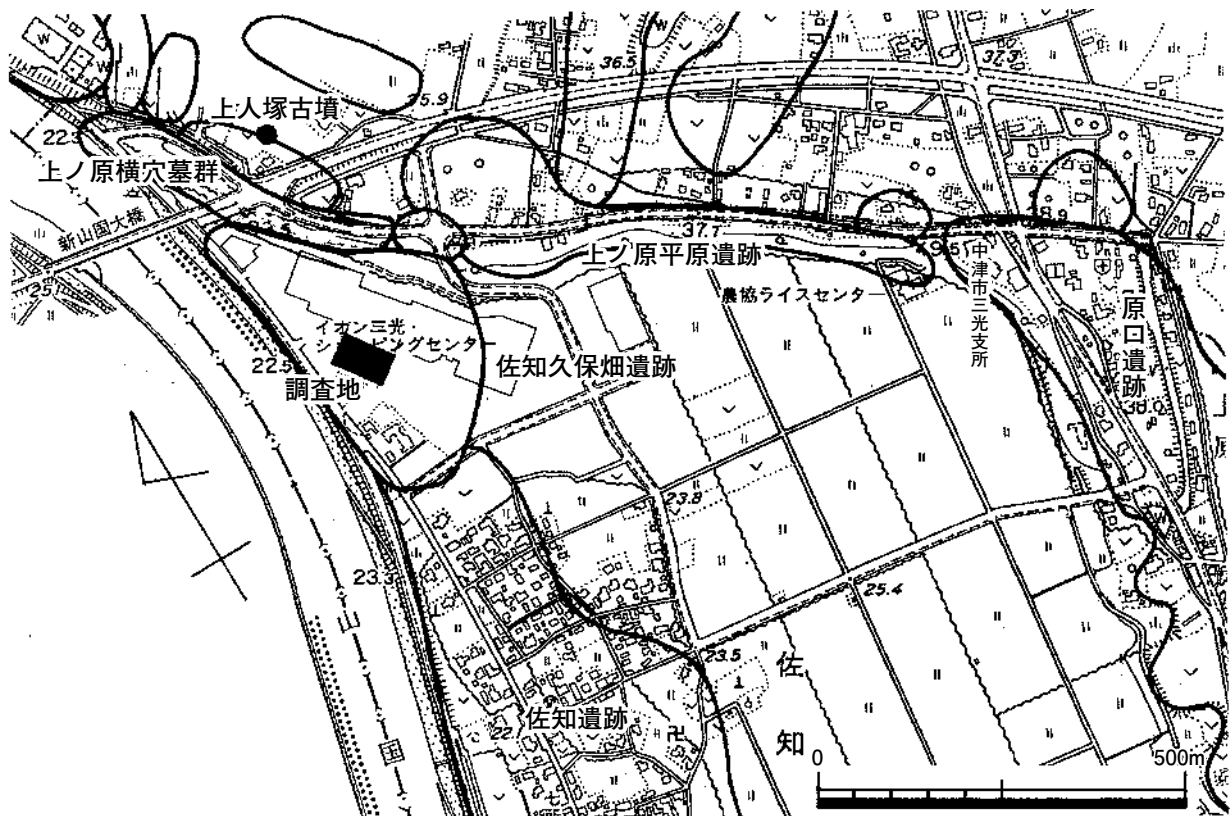 36.5
37.3
上人塚古墳
上ノ原横穴墓群
新山国大橋
37.7
上ノ原平原遺跡
農協ライスセンター
中津市三光支所
原口遺跡
イオン三光・
ショッピングセンター
佐知久保畑遺跡
22.5
調査地
23.8
23.3
25.4
山
国
23.5
佐
知
佐知遺跡
0 500m